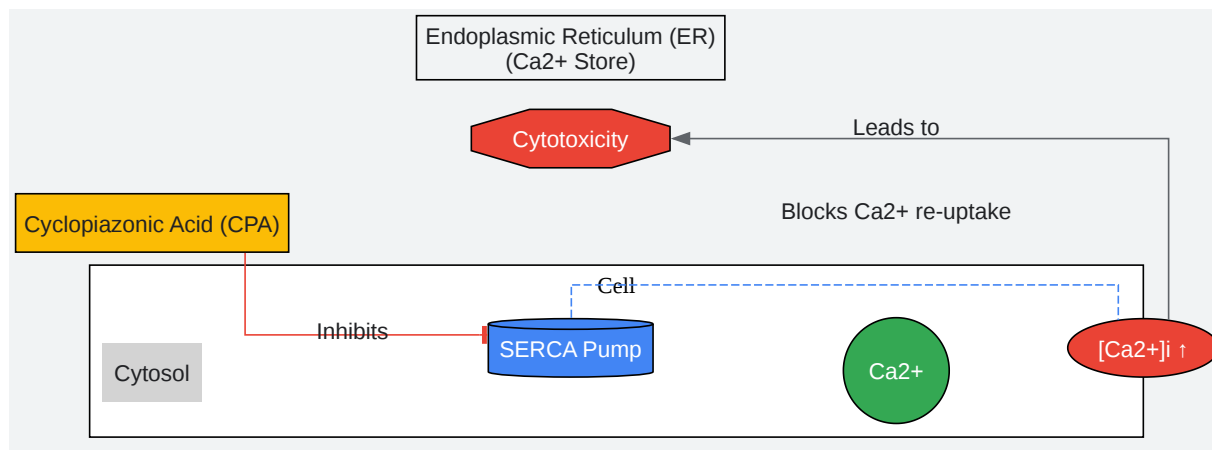 Endoplasmic Reticulum (ER)
(Ca2+ Store)
Cytotoxicity
Leads to
Cyclopiazonic Acid (CPA)
Blocks Ca2+ re-uptake
Cell
Inhibits
SERCA Pump
[Ca2+]i ↑
Cytosol
Ca2+